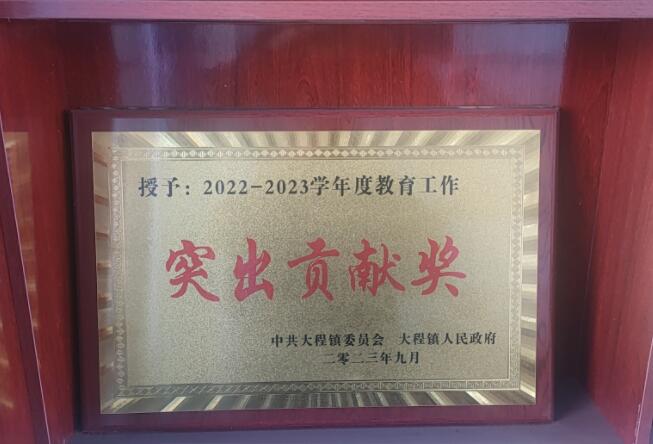 授予：2022-2023学年度教育工作
突出贡献奖
中共大程镇委员会　大程镇人民政府
二零二三年九月